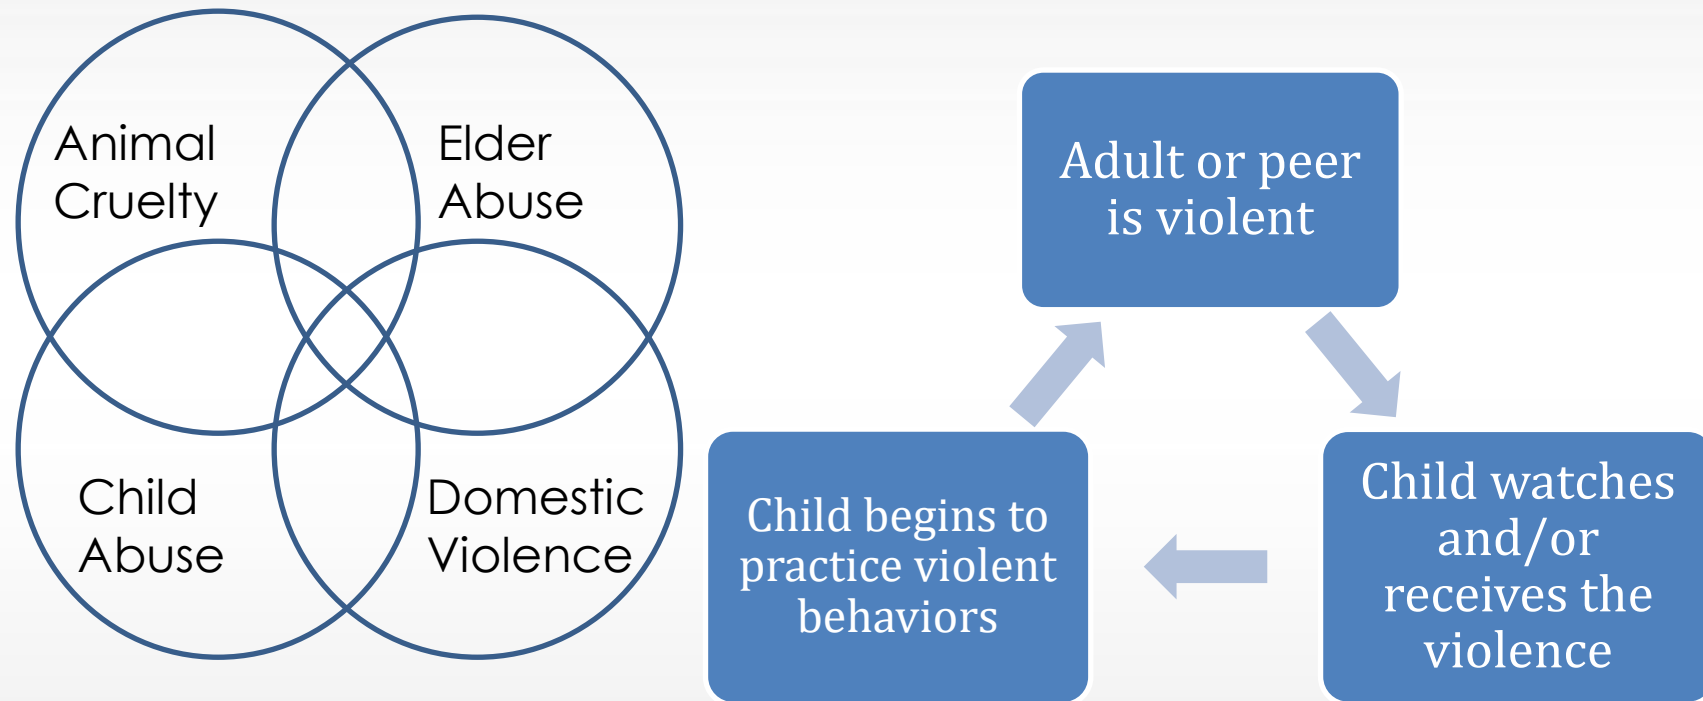 Animal
Cruelty
Elder
Abuse
Child
Abuse
Domestic
Violence
Adult or peer
is violent
Child watches
and/or
receives the
violence
Child begins to
practice violent
behaviors